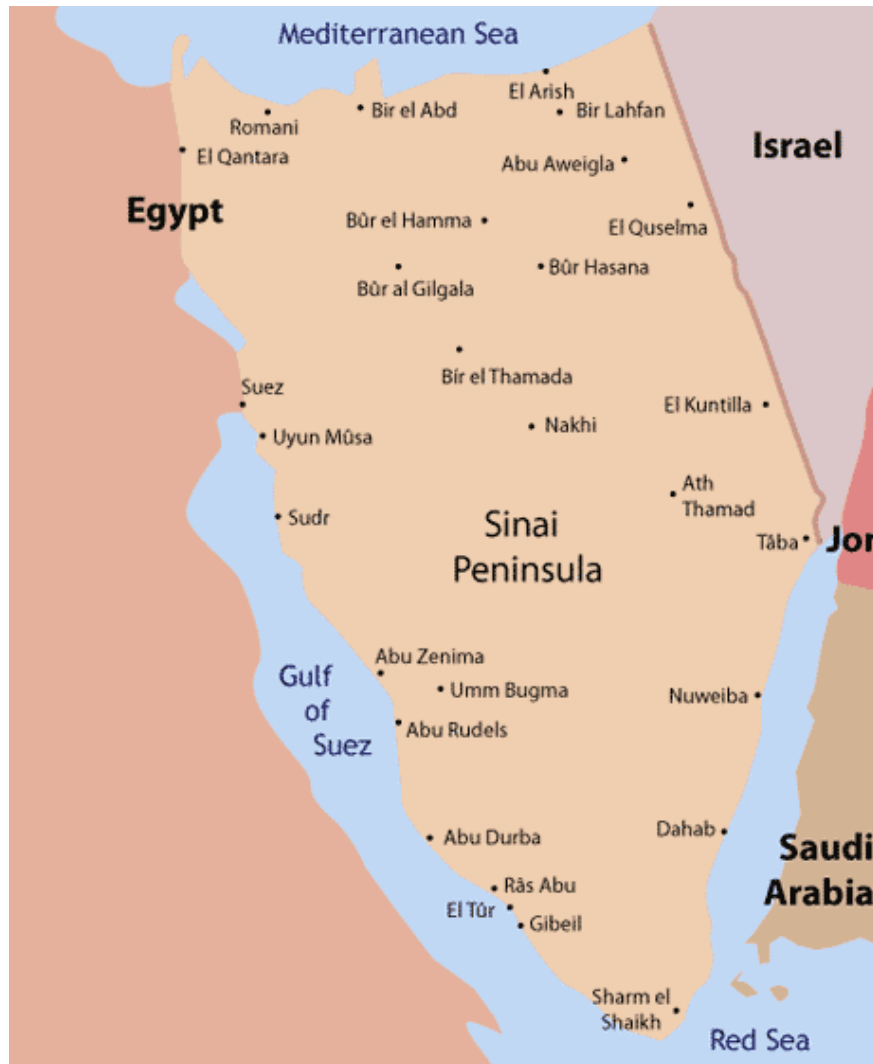 Mediterranean Sea
El Arish
Romani
Bir el Abd
Bir Lahfan
El Qantara
Abu Aweigla
Israel
Egypt
Bûr el Hamma
El Quselma
Bûr al Gilgala
Bûr Hasana
Bír el Thamada
Suez
El Kuntilla
Uyun Mûsa
Nakhi
Ath
Thamad
Sudr
Sinai
Peninsula
Tâba
Jor
Abu Zenima
Gulf
of
Suez
Umm Bugma
Nuweiba
Abu Rudels
Abu Durba
Dahab
Saudi
Arabia
Râs Abu
El Tûr
Gibeil
Sharm el
Shaikh
Red Sea